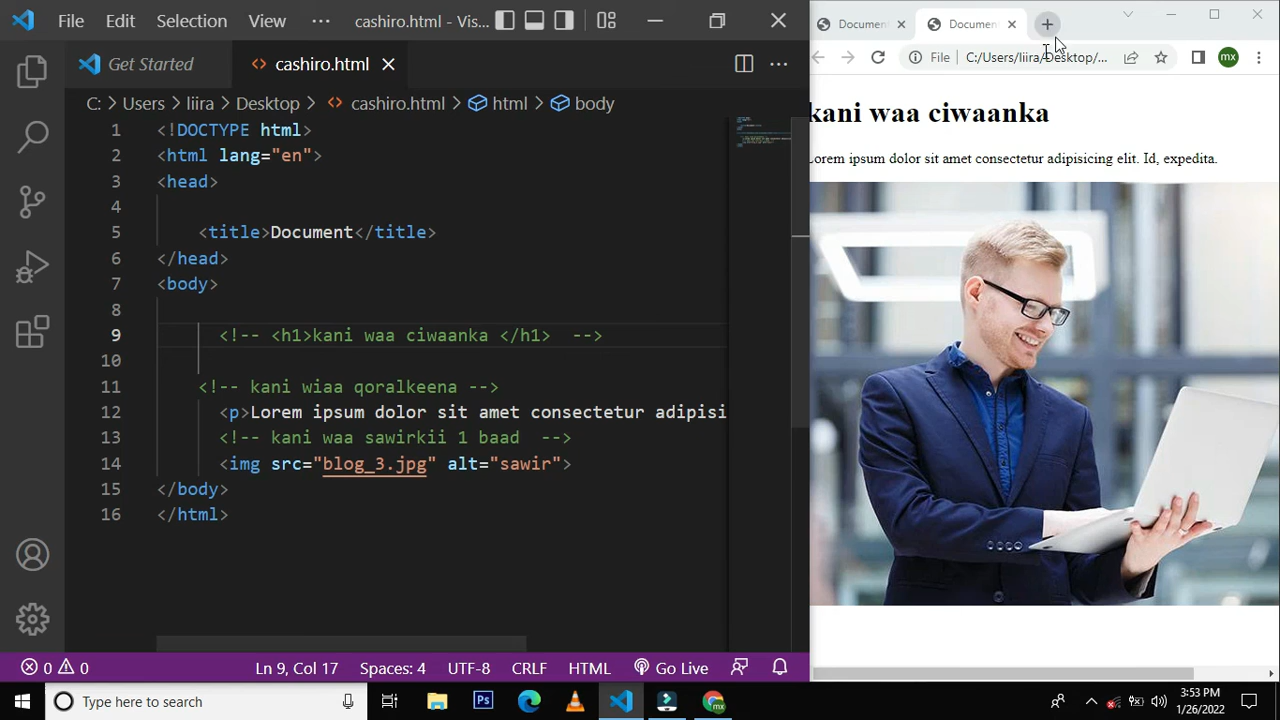 File Edit Selection View ··· cashiro.html - Vis...
Get Started cashiro.html
C: > Users > liira > Desktop > cashiro.html > html > body
1 <!DOCTYPE html>
2 <html lang="en">
3 <head>
4
5 <title>Document</title>
6 </head>
7 <body>
8
9 <!-- <h1>kani waa ciwaanka </h1>  -->
10
11 <!-- kani wiaa qoralkeena -->
12 <p>Lorem ipsum dolor sit amet consectetur adipisi
13 <!-- kani waa sawirkii 1 baad  -->
14 <img src="blog_3.jpg" alt="sawir">
15 </body>
16 </html>
0 0 Ln 9, Col 17 Spaces: 4 UTF-8 CRLF HTML Go Live
Document Document
File C:/Users/liira/Desktop/... mx
kani waa ciwaanka
Lorem ipsum dolor sit amet consectetur adipisicing elit. Id, expedita.
Type here to search
Ps
mx
3:53 PM
1/26/2022